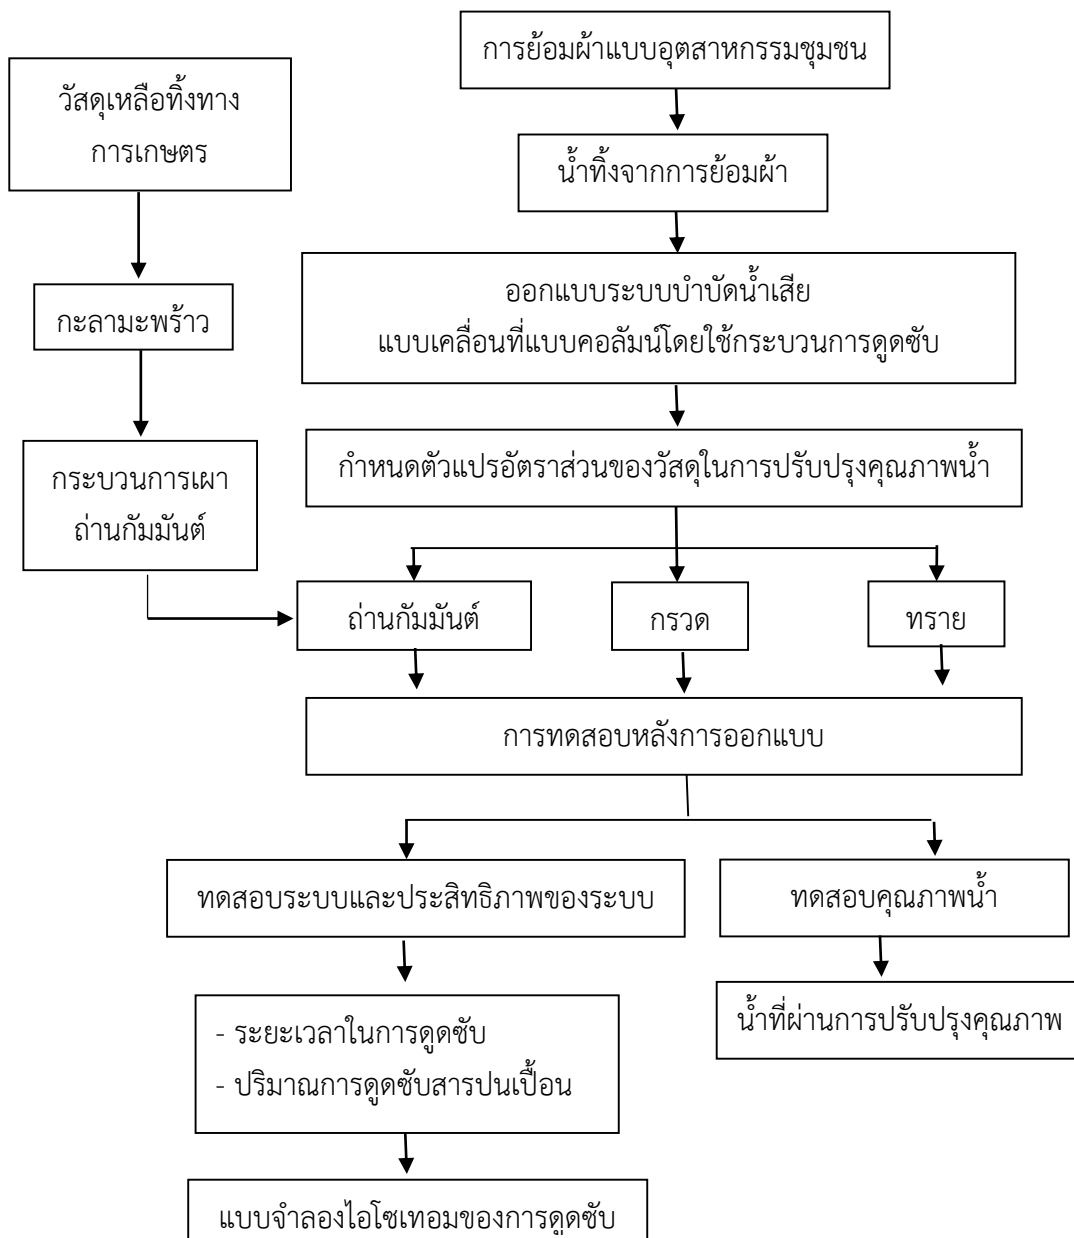 การย้อมผ้าแบบอุตสาหกรรมชุมชน
วัสดุเหลือทิ้งทาง
การเกษตร
น้ำทิ้งจากการย้อมผ้า
ออกแบบระบบบำบัดน้ำเสีย
แบบเคลื่อนที่แบบคอลัมน์โดยใช้กระบวนการดูดซับ
กะลามะพร้าว
กำหนดตัวแปรอัตราส่วนของวัสดุในการปรับปรุงคุณภาพน้ำ
กระบวนการเผา
ถ่านกัมมันต์
ถ่านกัมมันต์
กรวด
ทราย
การทดสอบหลังการออกแบบ
ทดสอบระบบและประสิทธิภาพของระบบ
ทดสอบคุณภาพน้ำ
- ระยะเวลาในการดูดซับ
- ปริมาณการดูดซับสารปนเปื้อน
น้ำที่ผ่านการปรับปรุงคุณภาพ
แบบจำลองไอโซเทอมของการดูดซับ